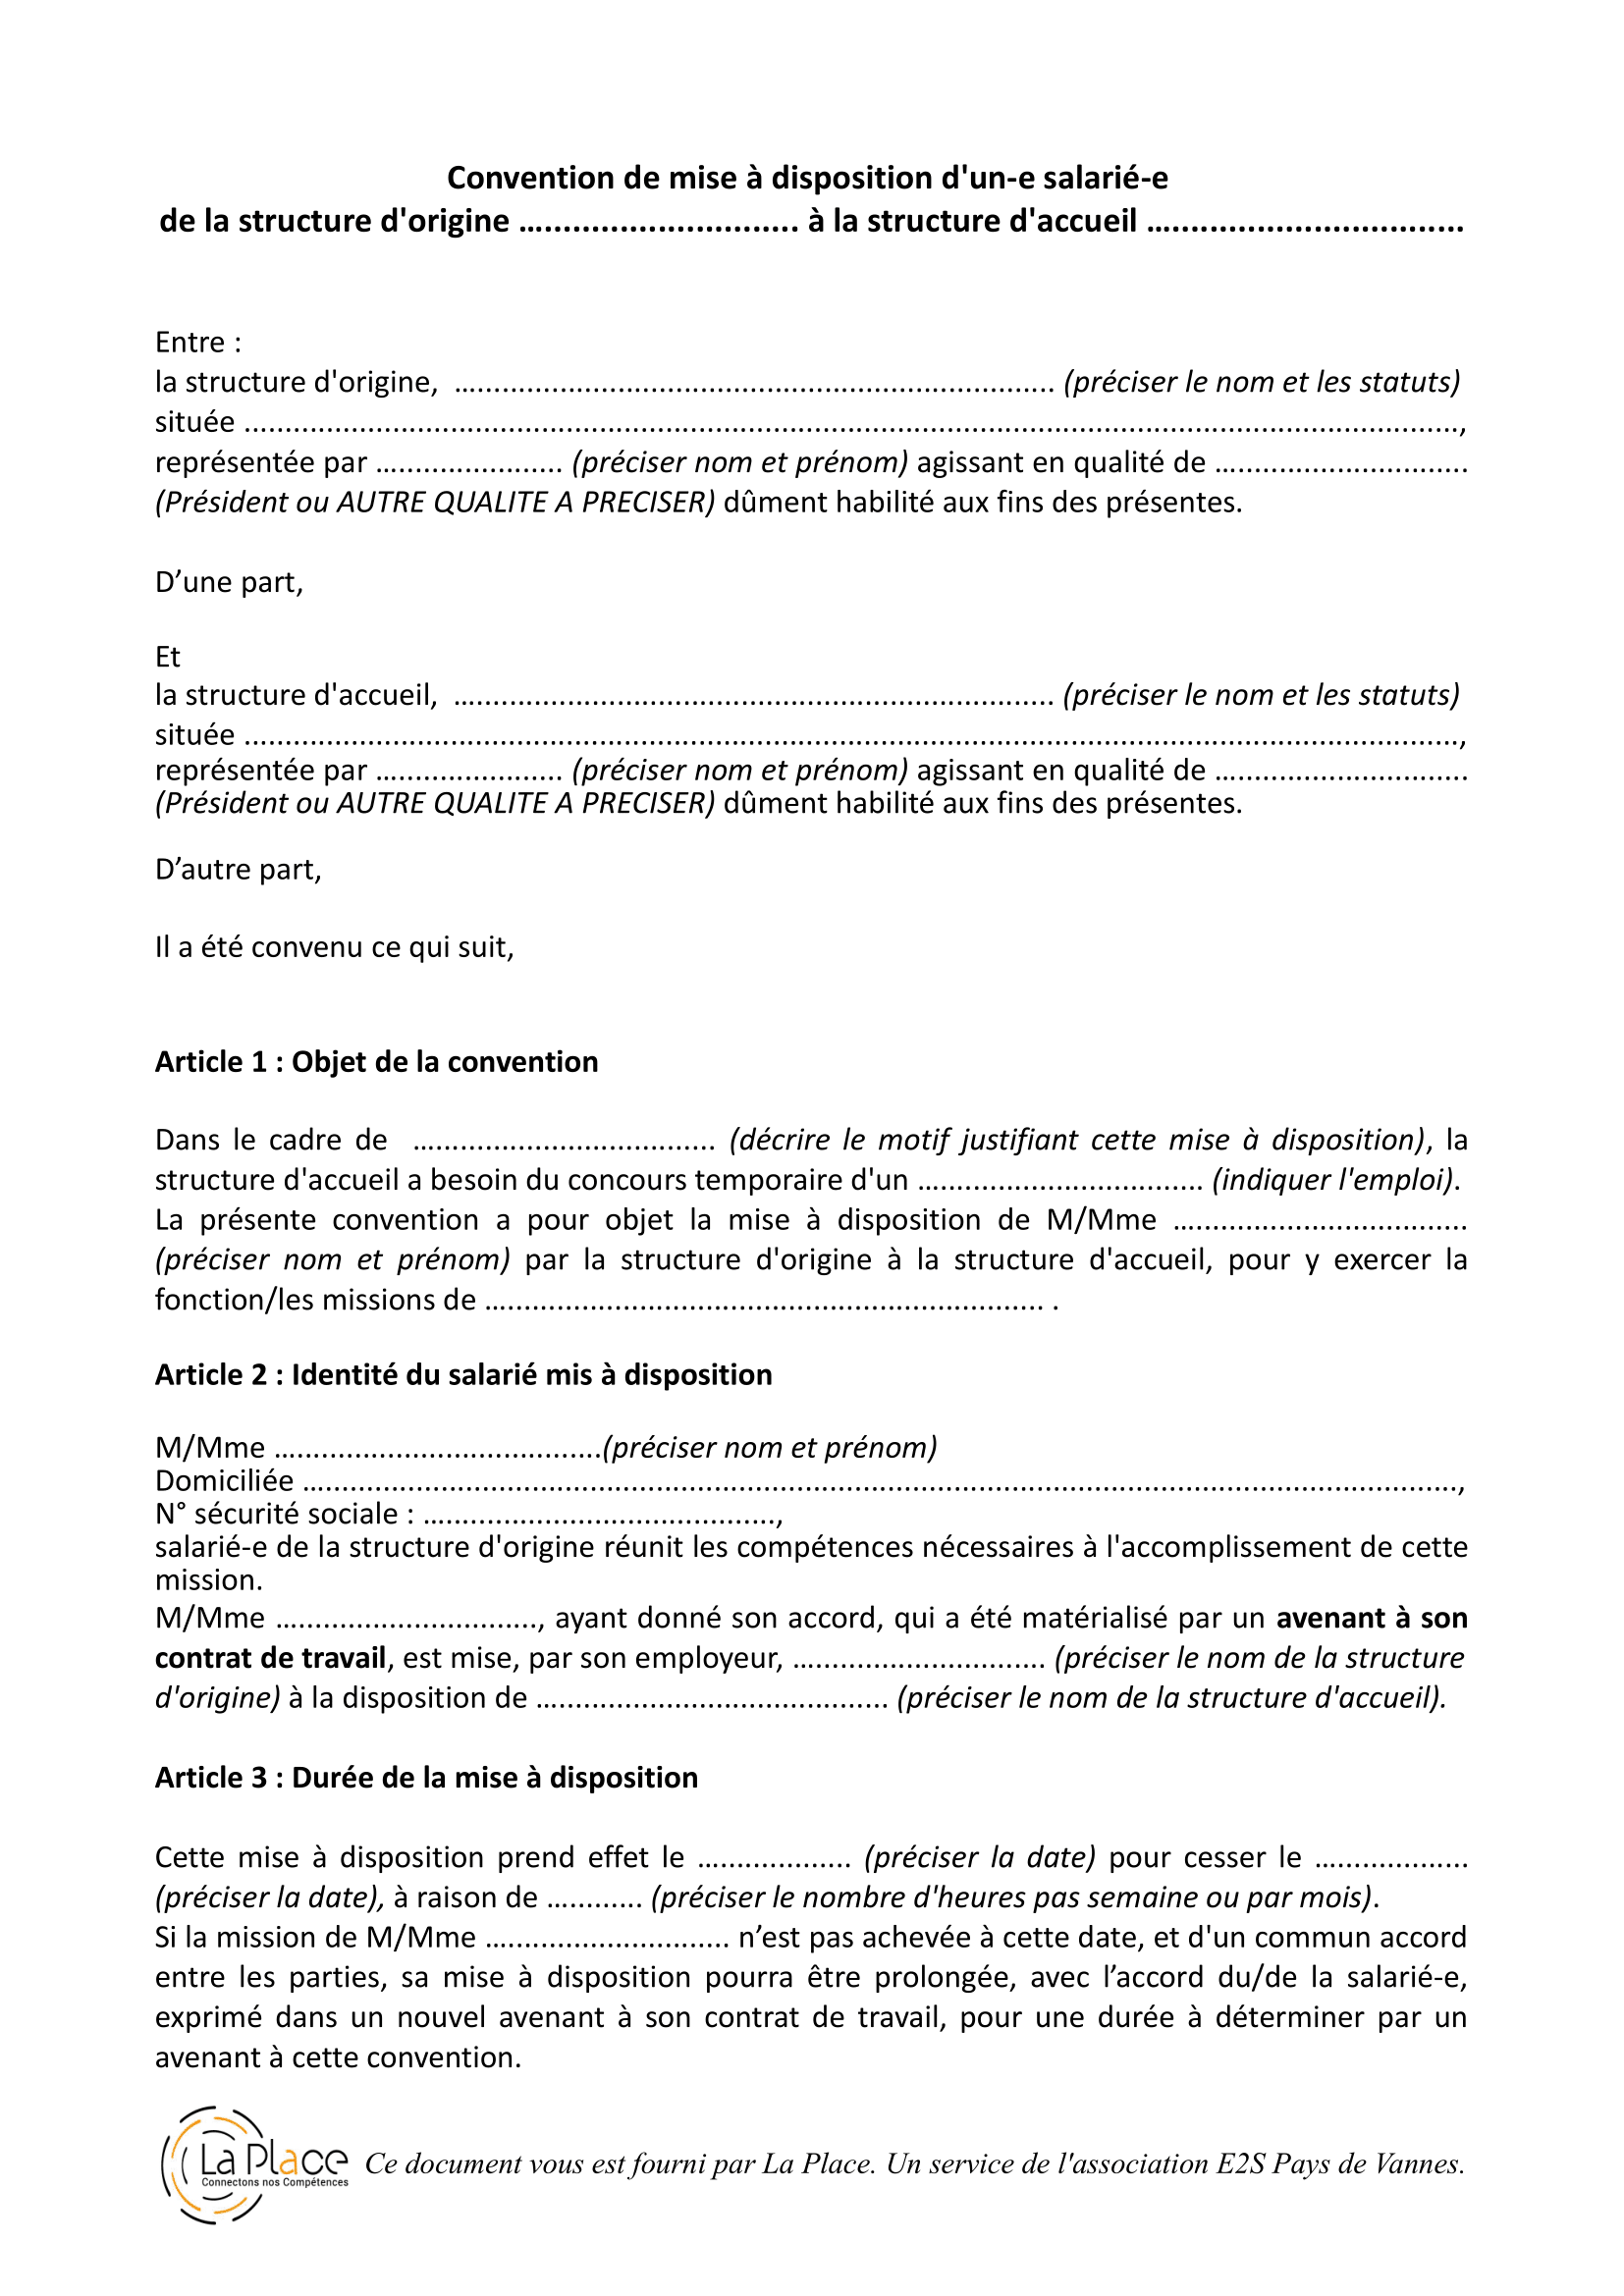 Convention de mise à disposition d'un-e salarié-e
de la structure d'origine ….......................... à la structure d'accueil ….............................…
Entre :
la structure d'origine, …...................................................................... (préciser le nom et les statuts)
située ....................................................................................................................................................,
représentée par ….................... (préciser nom et prénom) agissant en qualité de …............................
(Président ou AUTRE QUALITE A PRECISER) dûment habilité aux fins des présentes.
D’une part,
Et
la structure d'accueil, …...................................................................... (préciser le nom et les statuts)
située ....................................................................................................................................................,
représentée par ….................... (préciser nom et prénom) agissant en qualité de …............................
(Président ou AUTRE QUALITE A PRECISER) dûment habilité aux fins des présentes.
D’autre part,
Il a été convenu ce qui suit,
Article 1 : Objet de la convention
Dans le cadre de ….................................. (décrire le motif justifiant cette mise à disposition), la
structure d'accueil a besoin du concours temporaire d'un ….................................. (indiquer l'emploi).
La présente convention a pour objet la mise à disposition de M/Mme ….................................
(préciser nom et prénom) par la structure d'origine à la structure d'accueil, pour y exercer la
fonction/les missions de …................................................................... .
Article 2 : Identité du salarié mis à disposition
M/Mme …......................................(préciser nom et prénom)
Domiciliée …..........................................................................................................................................,
N° sécurité sociale : ….......................................,
salarié-e de la structure d'origine réunit les compétences nécessaires à l'accomplissement de cette
mission.
M/Mme …............................., ayant donné son accord, qui a été matérialisé par un avenant à son
contrat de travail, est mise, par son employeur, …............................ (préciser le nom de la structure
d'origine) à la disposition de …........................................ (préciser le nom de la structure d'accueil).
Article 3 : Durée de la mise à disposition
Cette mise à disposition prend effet le …................ (préciser la date) pour cesser le …................
(préciser la date), à raison de …......... (préciser le nombre d'heures pas semaine ou par mois).
Si la mission de M/Mme …........................... n’est pas achevée à cette date, et d'un commun accord
entre les parties, sa mise à disposition pourra être prolongée, avec l’accord du/de la salarié-e,
exprimé dans un nouvel avenant à son contrat de travail, pour une durée à déterminer par un
avenant à cette convention.
La Place
Connectons nos Compétences
Ce document vous est fourni par La Place. Un service de l'association E2S Pays de Vannes.